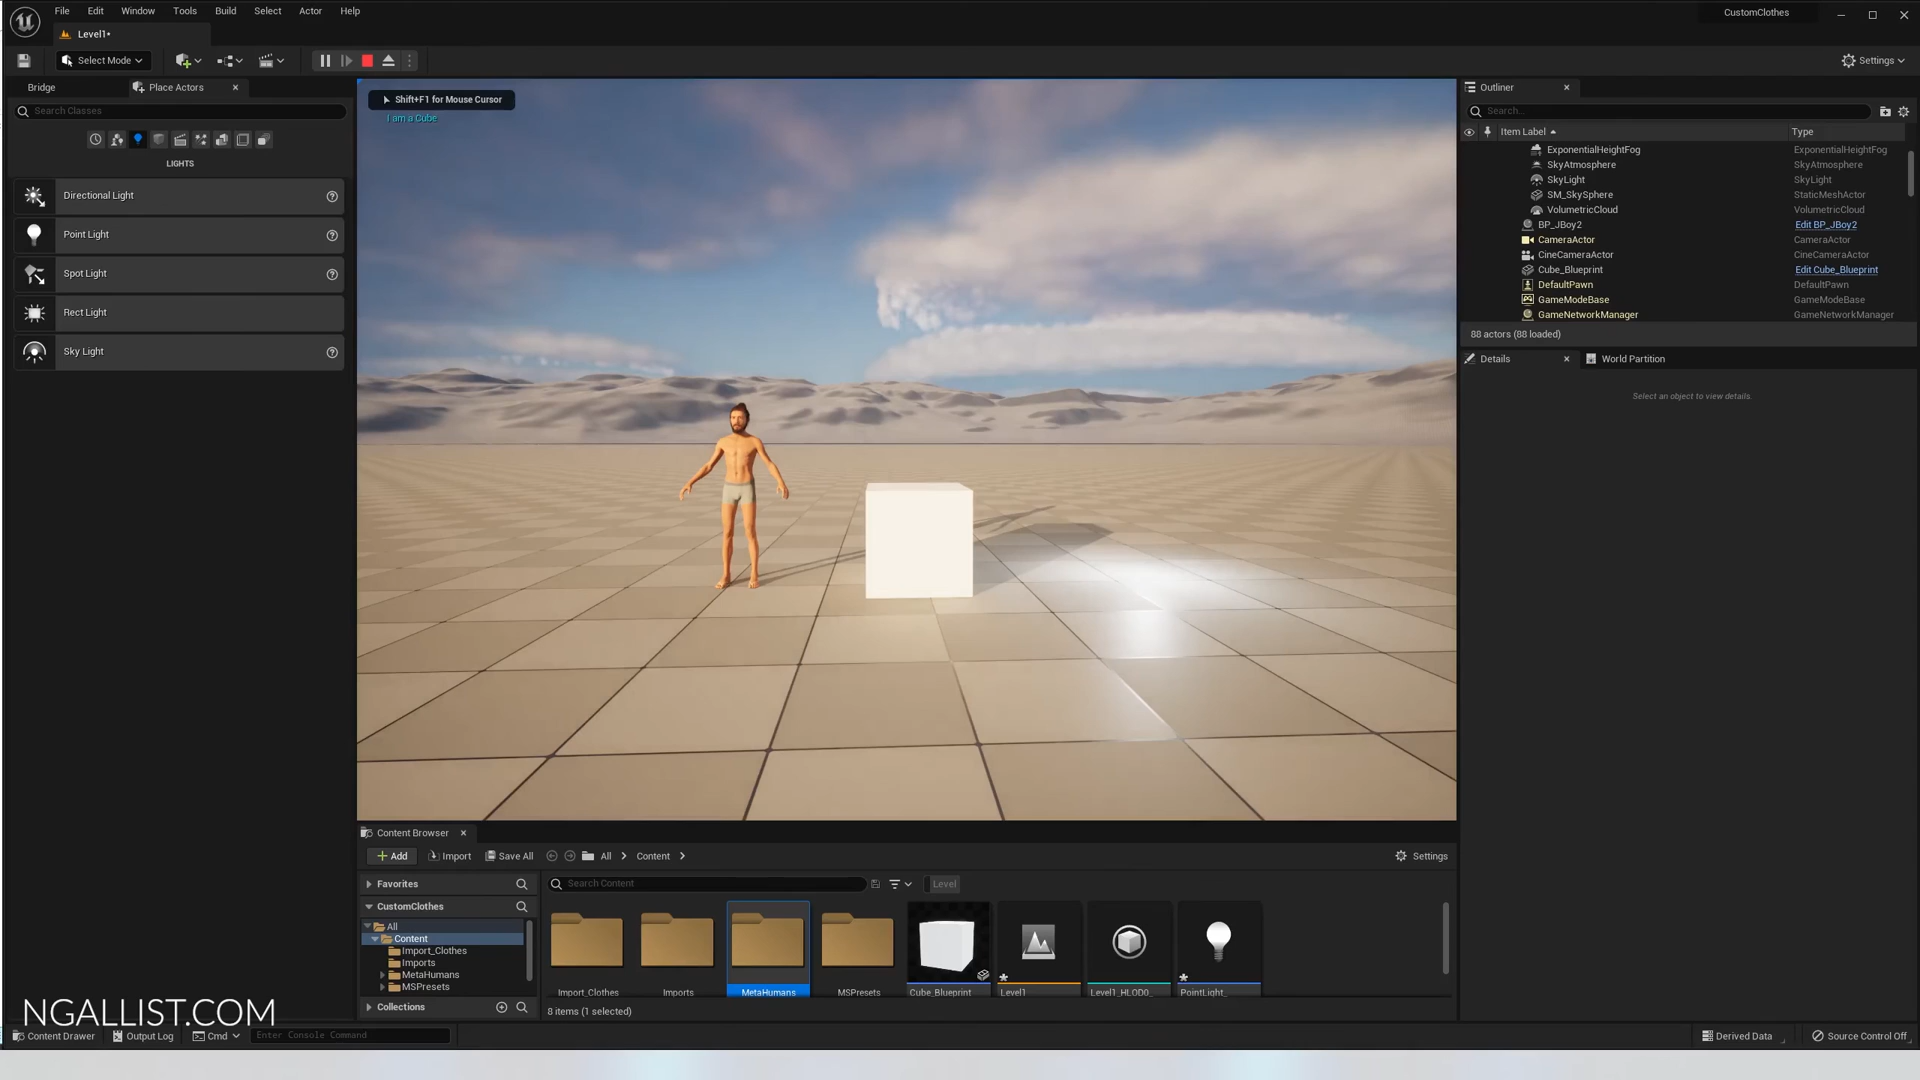 File Edit Window Tools Build Select Actor Help
CustomClothes
Level1•
Select Mode
Settings
Bridge
Place Actors
Search Classes
LIGHTS
Directional Light
Point Light
Spot Light
Rect Light
Sky Light
Shift+F1 for Mouse Cursor
I am a Cube
Outliner
Search...
Item Label Type
ExponentialHeightFog ExponentialHeightFog
SkyAtmosphere SkyAtmosphere
SkyLight SkyLight
SM_SkySphere StaticMeshActor
VolumetricCloud VolumetricCloud
BP_JBoy2 Edit BP_JBoy2
CameraActor CameraActor
CineCameraActor CineCameraActor
Cube_Blueprint Edit Cube_Blueprint
DefaultPawn DefaultPawn
GameModeBase GameModeBase
GameNetworkManager GameNetworkManager
88 actors (88 loaded)
Details
World Partition
Select an object to view details.
Content Browser
Add Import Save All All Content Settings
Favorites
Search Content
Level
CustomClothes
All
Content
Import_Clothes
Imports
MetaHumans
MSPresets
Collections
Import_Clothes Imports MetaHumans MSPresets Cube_Blueprint Level1 Level1_HLOD0_ PointLight_
8 items (1 selected)
NGALLIST.COM
Content Drawer Output Log Cmd Enter Console Command
Derived Data Source Control Off